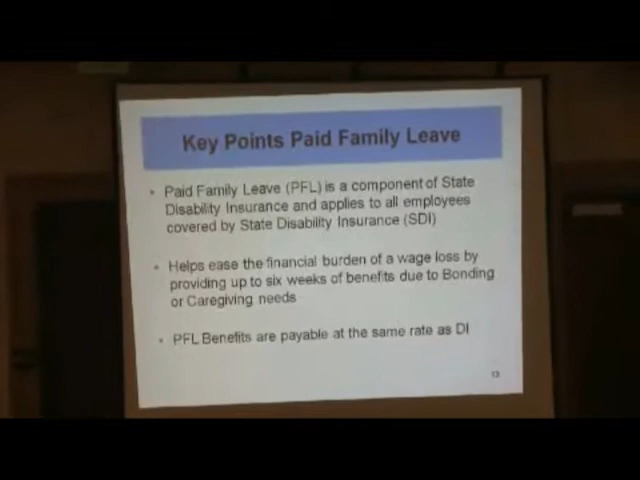 Key Points Paid Family Leave
• Paid Family Leave (PFL) is a component of State
Disability Insurance and applies to all employees
covered by State Disability Insurance (SDI)
• Helps ease the financial burden of a wage loss by
providing up to six weeks of benefits due to Bonding
or Caregiving needs
• PFL Benefits are payable at the same rate as DI
13